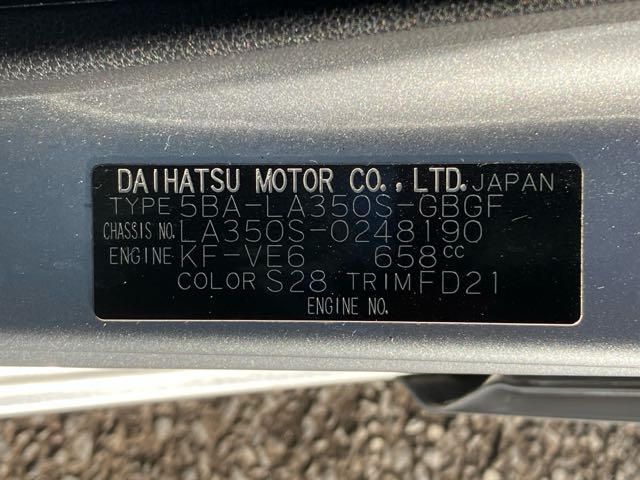 DAIHATSU MOTOR CO., LTD. JAPAN
TYPE 5BA-LA350S-GBGF
CHASSIS NO. LA350S-0248190
ENGINE KF-VE6 658cc
COLOR S28 TRIM FD21
ENGINE NO.